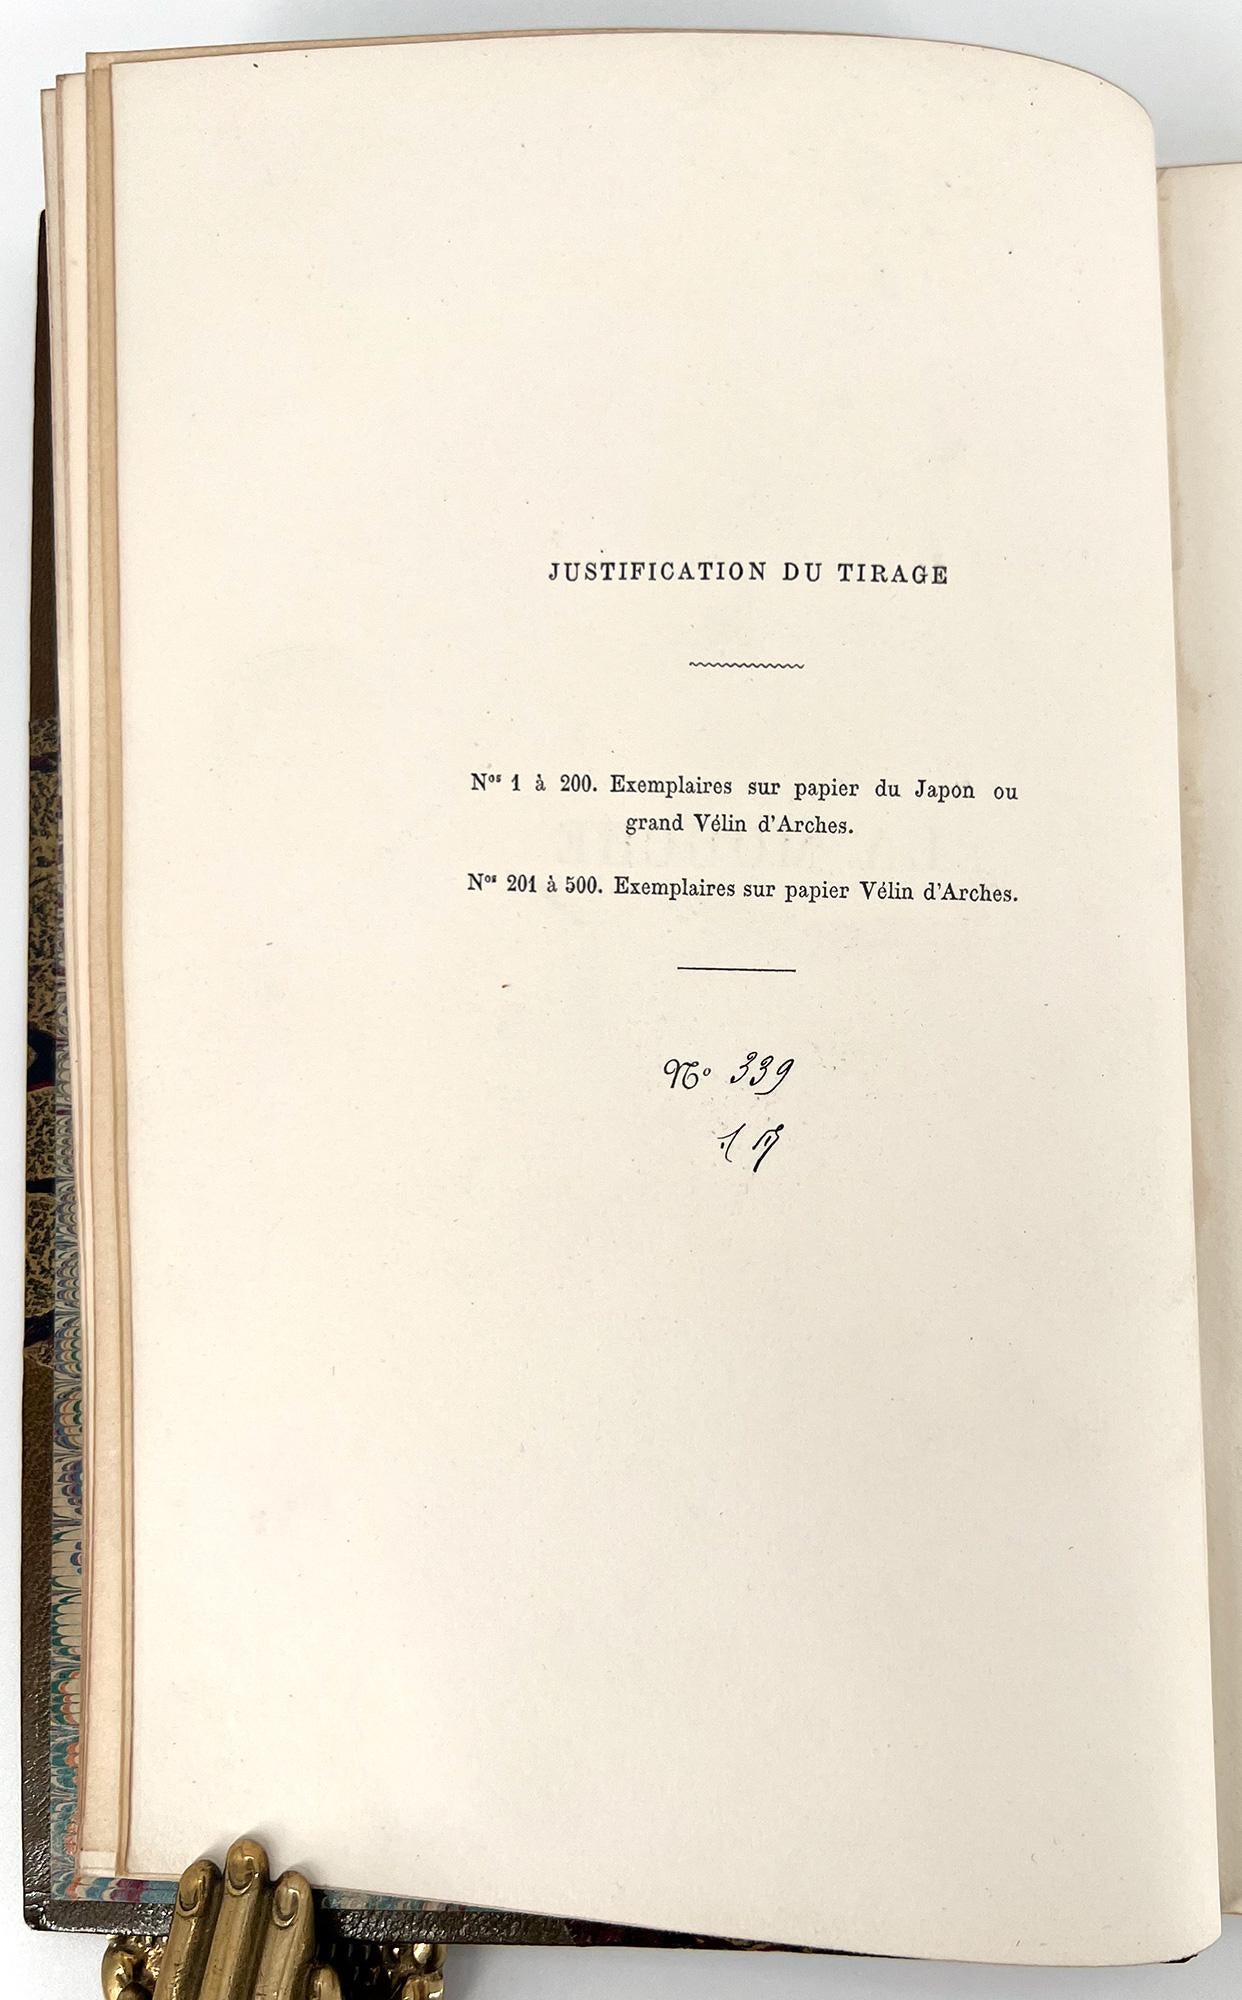 JUSTIFICATION DU TIRAGE
Nos 1 à 200. Exemplaires sur papier du Japon ou
grand Vélin d'Arches.
Nos 201 à 500. Exemplaires sur papier Vélin d'Arches.
No 339